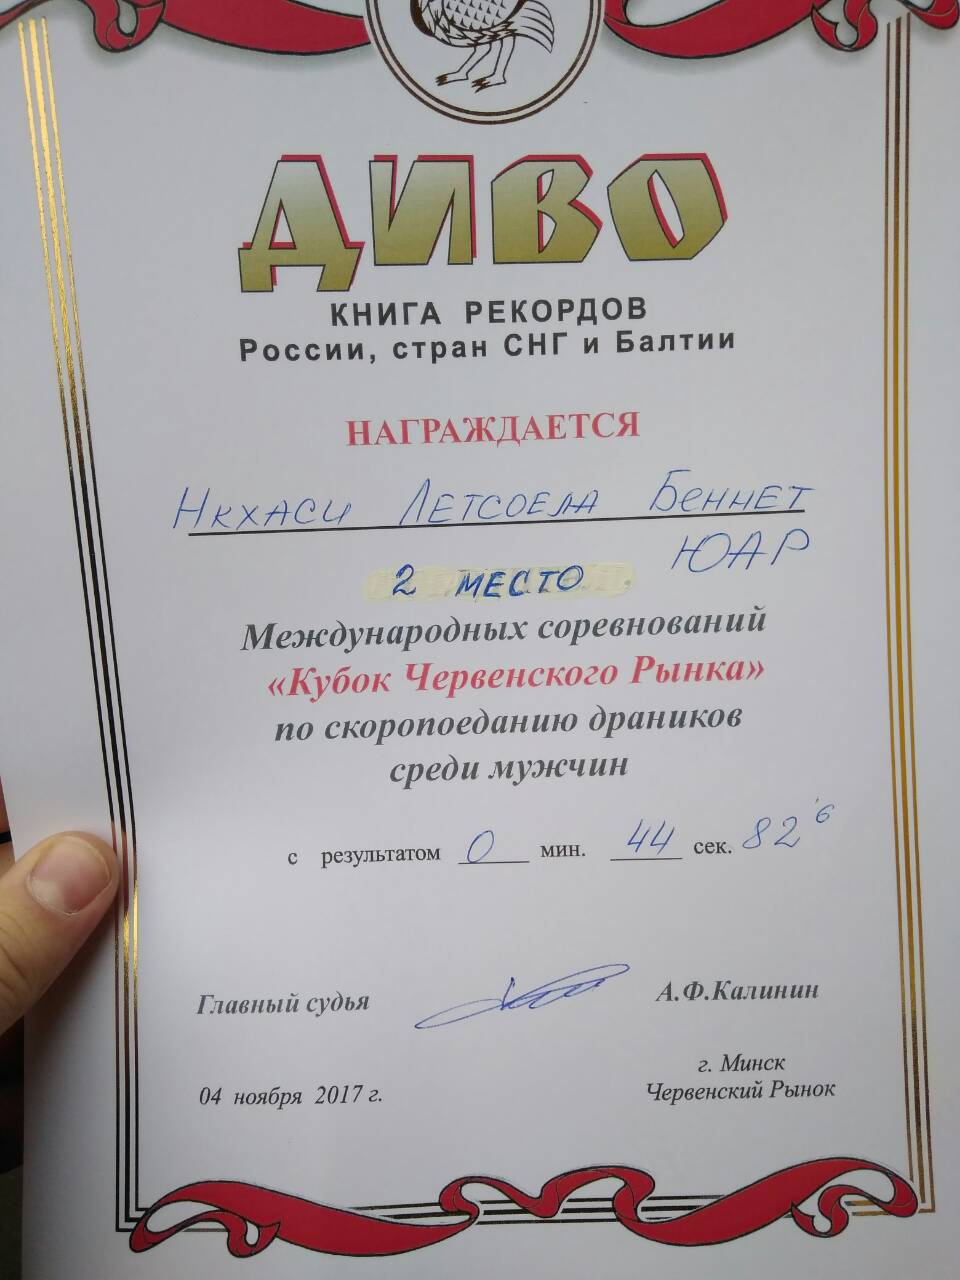 ДИВО
КНИГА РЕКОРДОВ
России, стран СНГ и Балтии
НАГРАЖДАЕТСЯ
Нкхаси Летсоела Беннет
ЮАР
2 место
Международных соревнований
«Кубок Червенского Рынка»
по скоропоеданию драников
среди мужчин
с результатом 0 мин. 44 сек. 82
Главный судья А.Ф.Калинин
04 ноября 2017 г.
г. Минск
Червенский Рынок